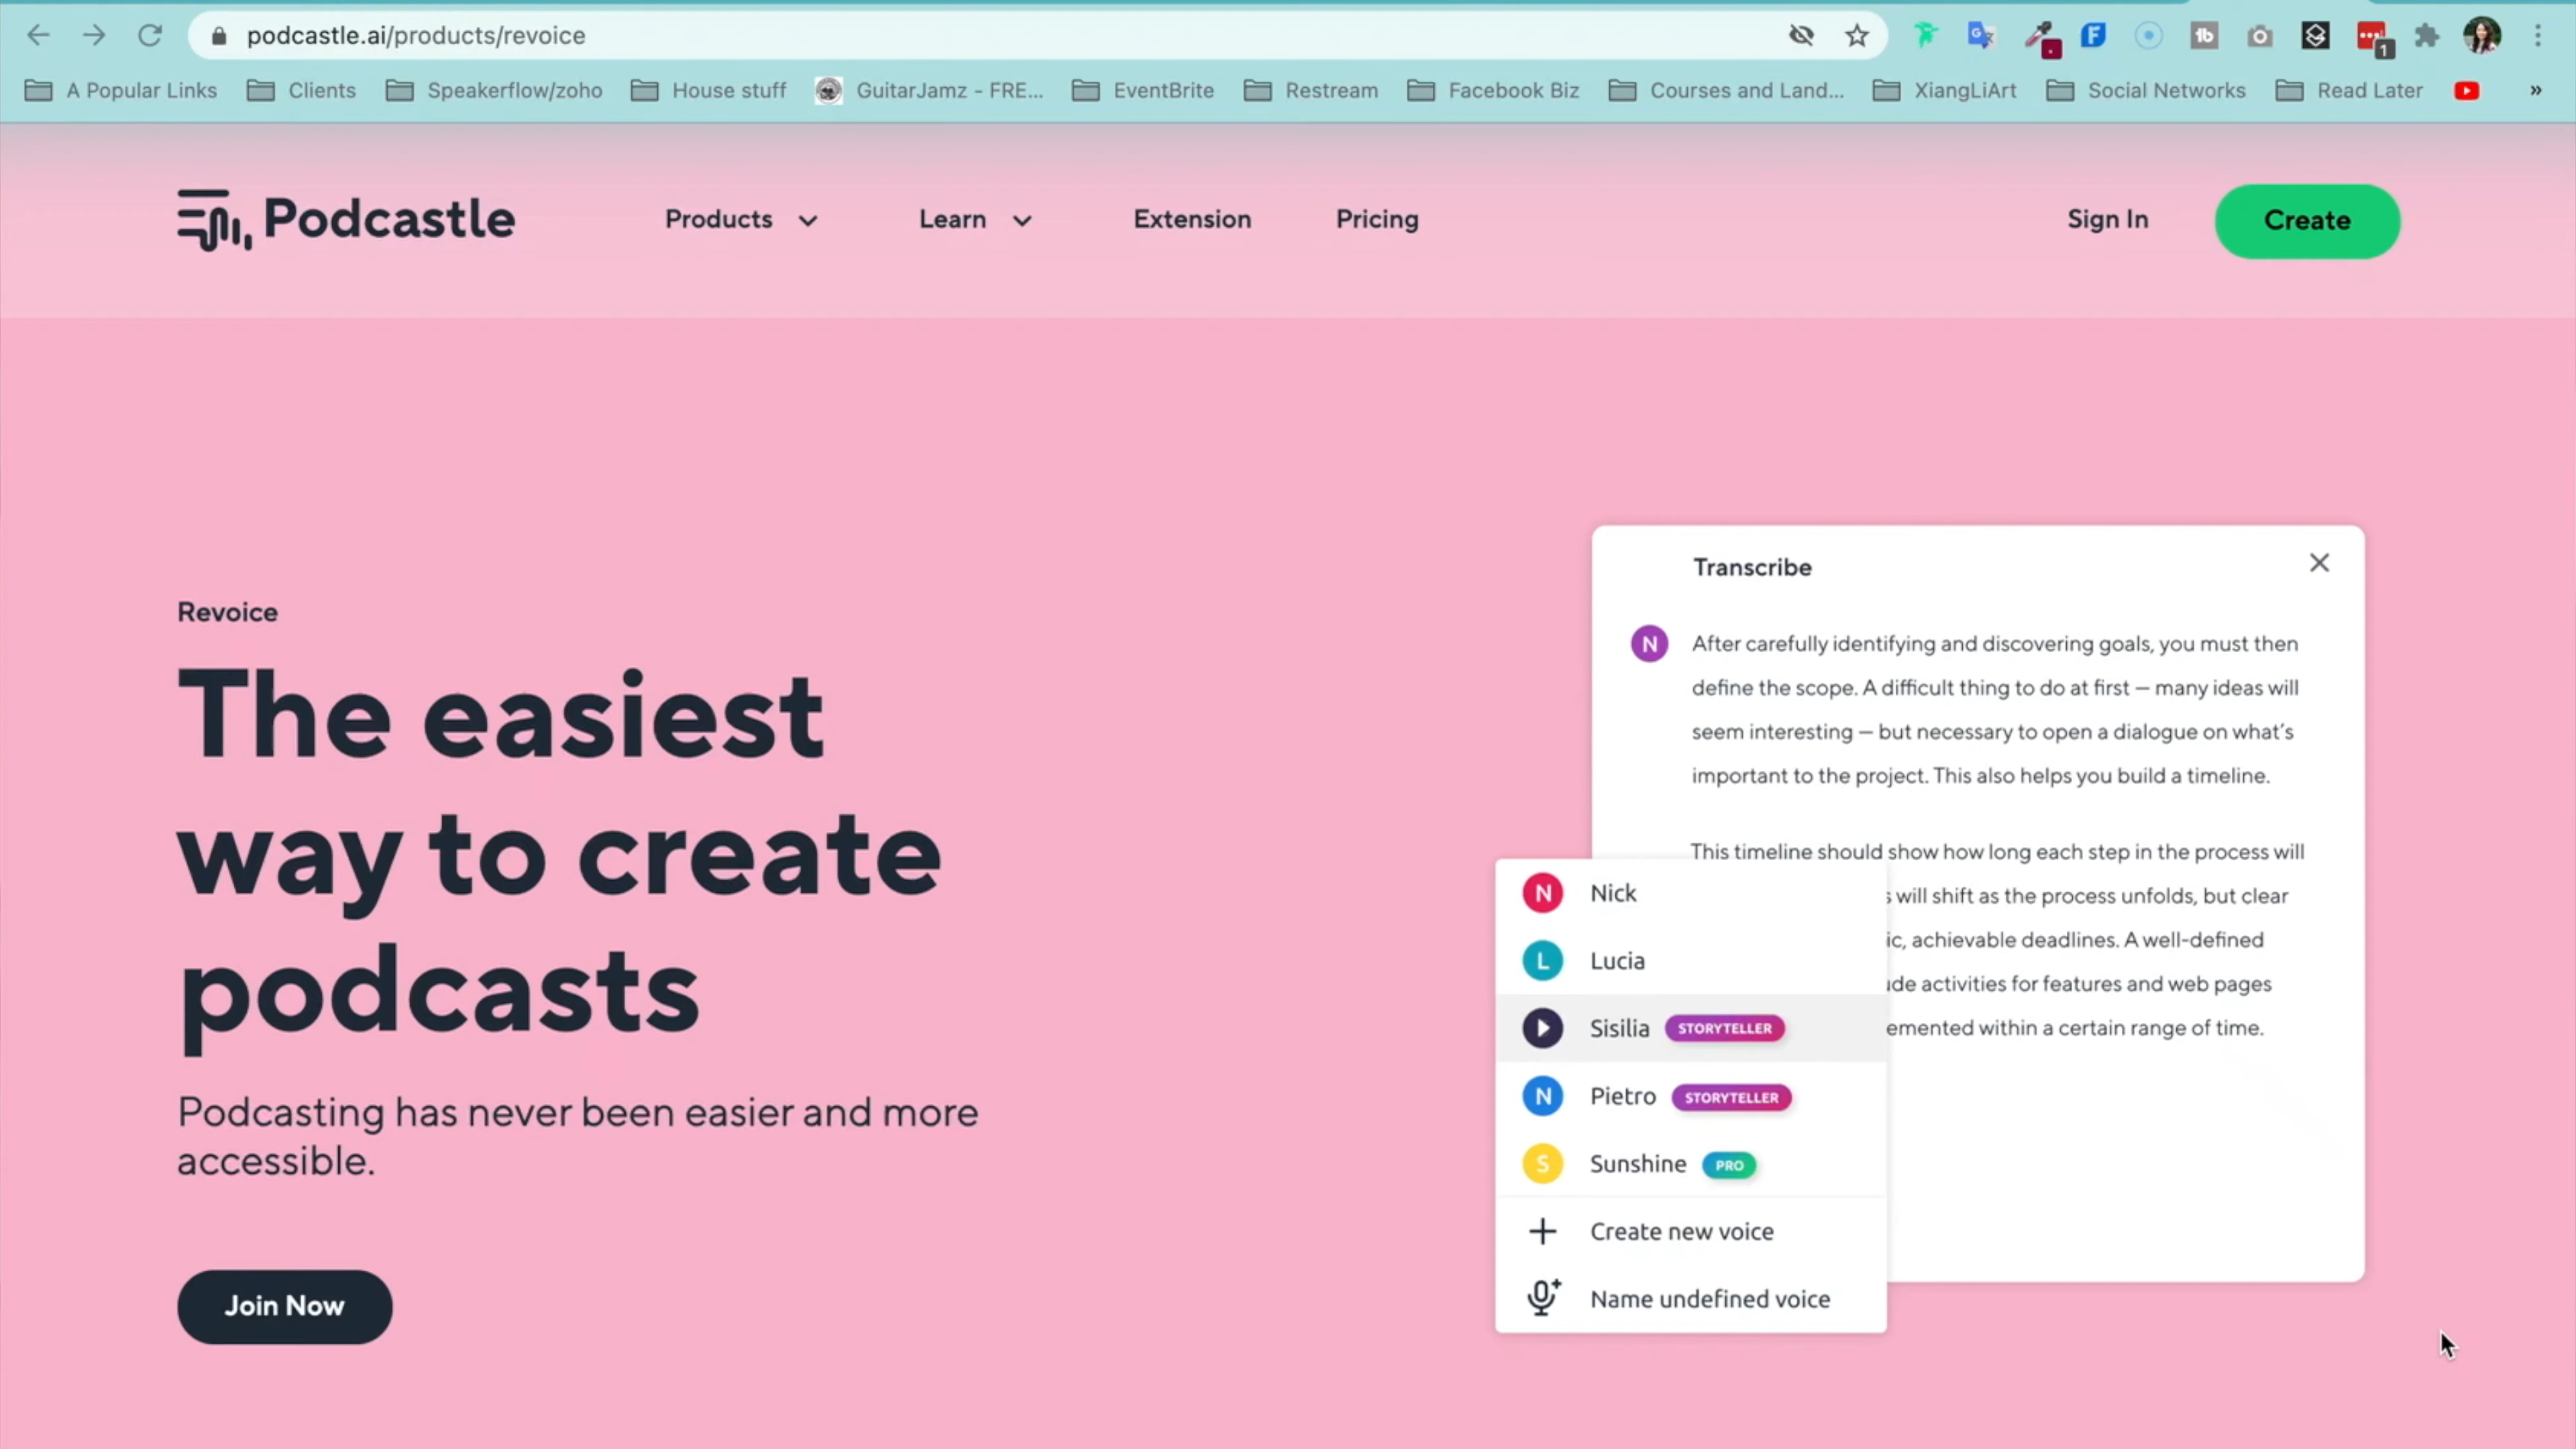 podcastle.ai/products/revoice
1
A Popular Links
Clients
Speakerflow/zoho
House stuff
GuitarJamz - FRE...
EventBrite
Restream
Facebook Biz
Courses and Land...
XiangLiArt
Social Networks
Read Later
»
Podcastle
Products
Learn
Extension
Pricing
Sign In
Create
Revoice
The easiest
way to create
podcasts
Podcasting has never been easier and more
accessible.
Join Now
Transcribe
N
After carefully identifying and discovering goals, you must then
define the scope. A difficult thing to do at first — many ideas will
seem interesting — but necessary to open a dialogue on what's
important to the project. This also helps you build a timeline.
This timeline should show how long each step in the process will
will shift as the process unfolds, but clear
achievable deadlines. A well-defined
activities for features and web pages
within a certain range of time.
N Nick
L Lucia
Sisilia STORYTELLER
N Pietro STORYTELLER
S Sunshine PRO
Create new voice
Name undefined voice